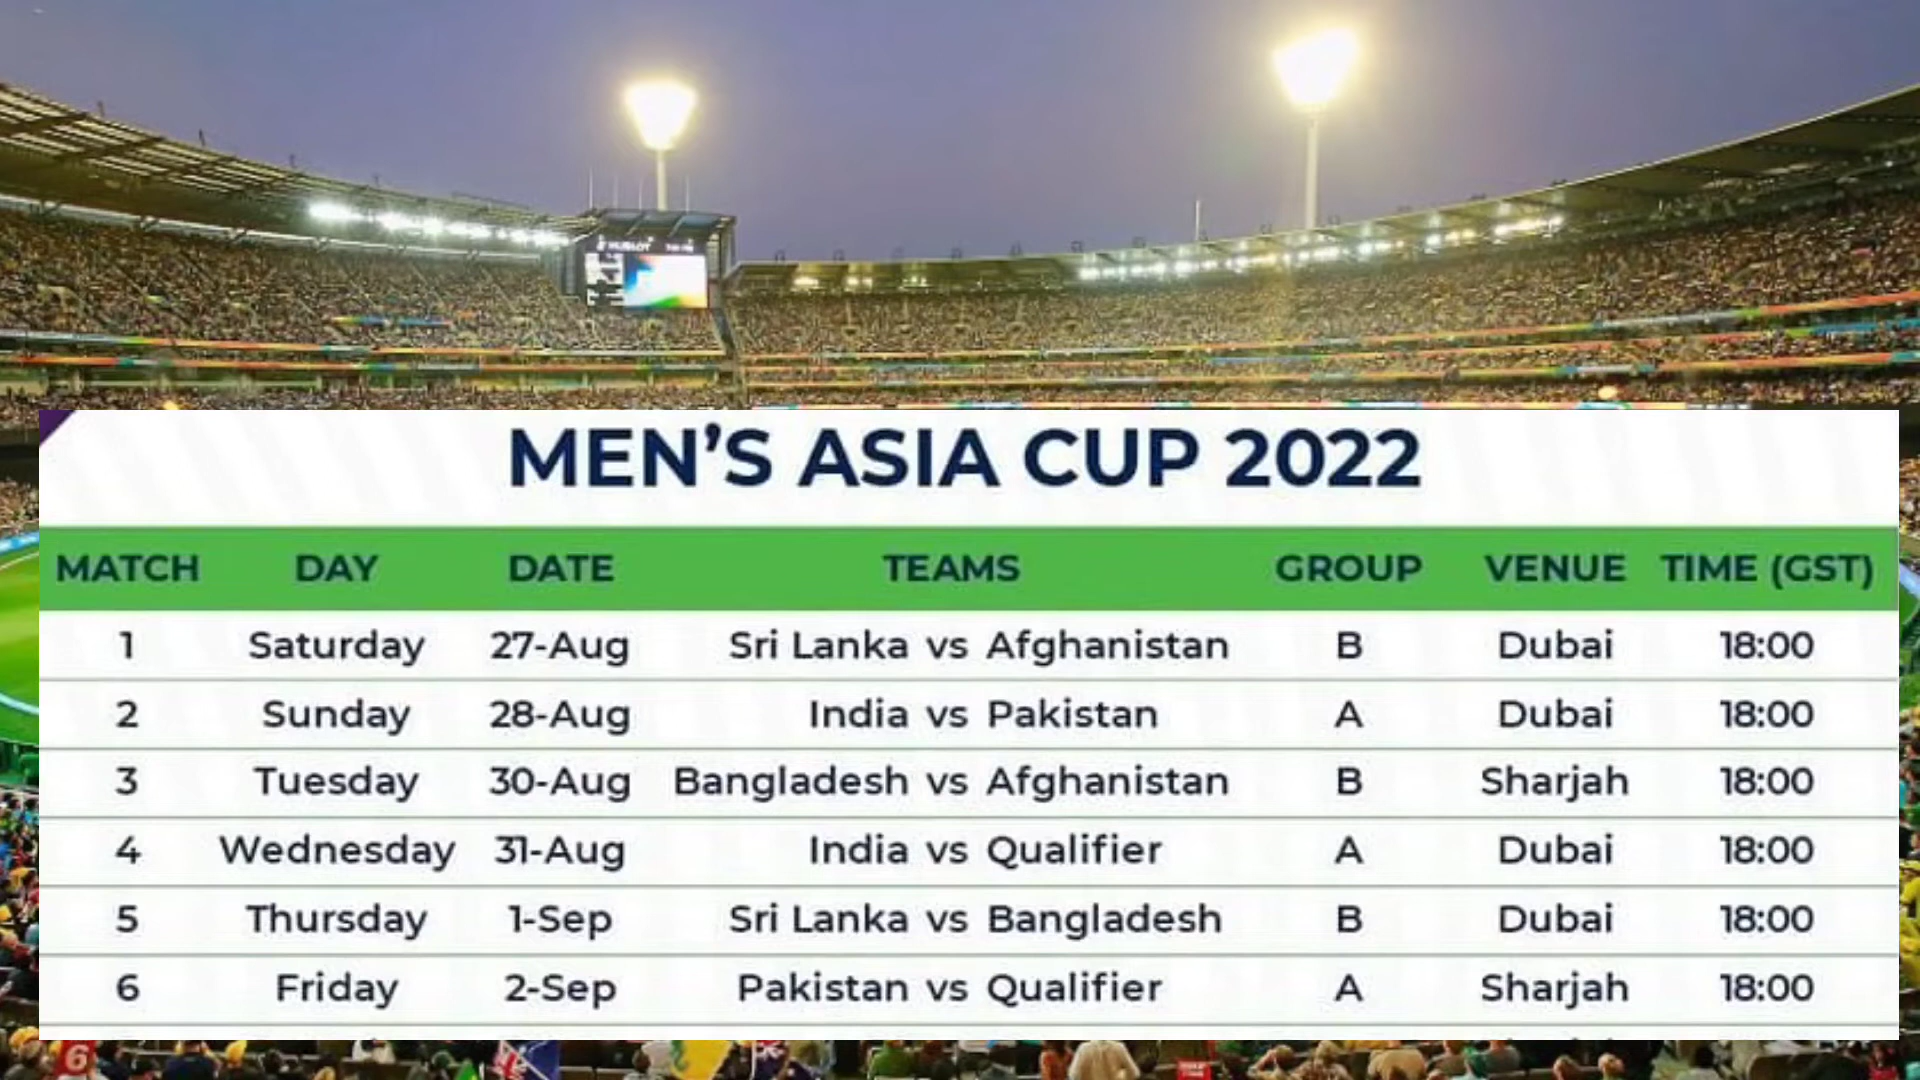 HUBLOT
MEN'S ASIA CUP 2022
MATCH DAY DATE TEAMS GROUP VENUE TIME (GST)
1 Saturday 27-Aug Sri Lanka vs Afghanistan B Dubai 18:00
2 Sunday 28-Aug India vs Pakistan A Dubai 18:00
3 Tuesday 30-Aug Bangladesh vs Afghanistan B Sharjah 18:00
4 Wednesday 31-Aug India vs Qualifier A Dubai 18:00
5 Thursday 1-Sep Sri Lanka vs Bangladesh B Dubai 18:00
6 Friday 2-Sep Pakistan vs Qualifier A Sharjah 18:00
6